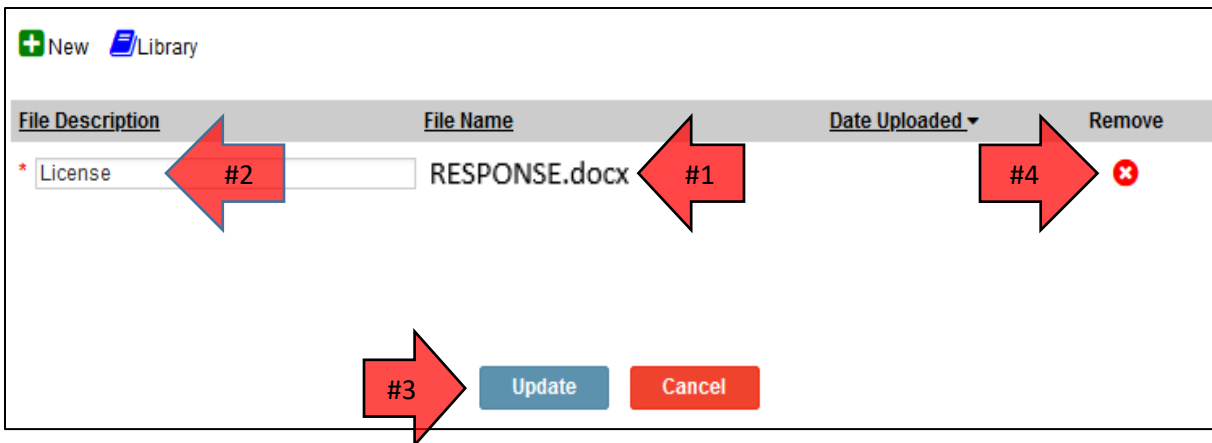 New Library
File Description File Name Date Uploaded Remove
* License #2 RESPONSE.docx #1 #4
#3 Update Cancel